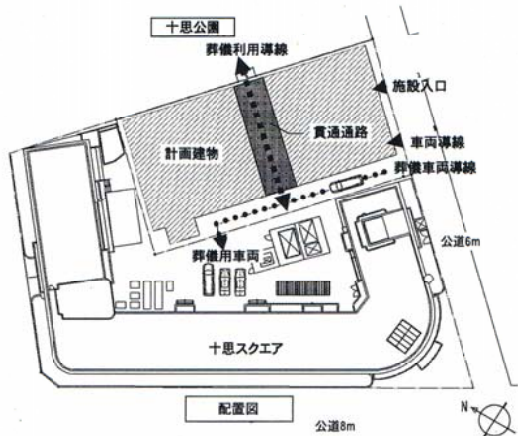 十思公園
葬儀利用導線
施設入口
貫通通路
計画建物
車両導線
葬儀車両導線
葬儀用車両
公道6m
十思スクエア
配置図
公道8m
N